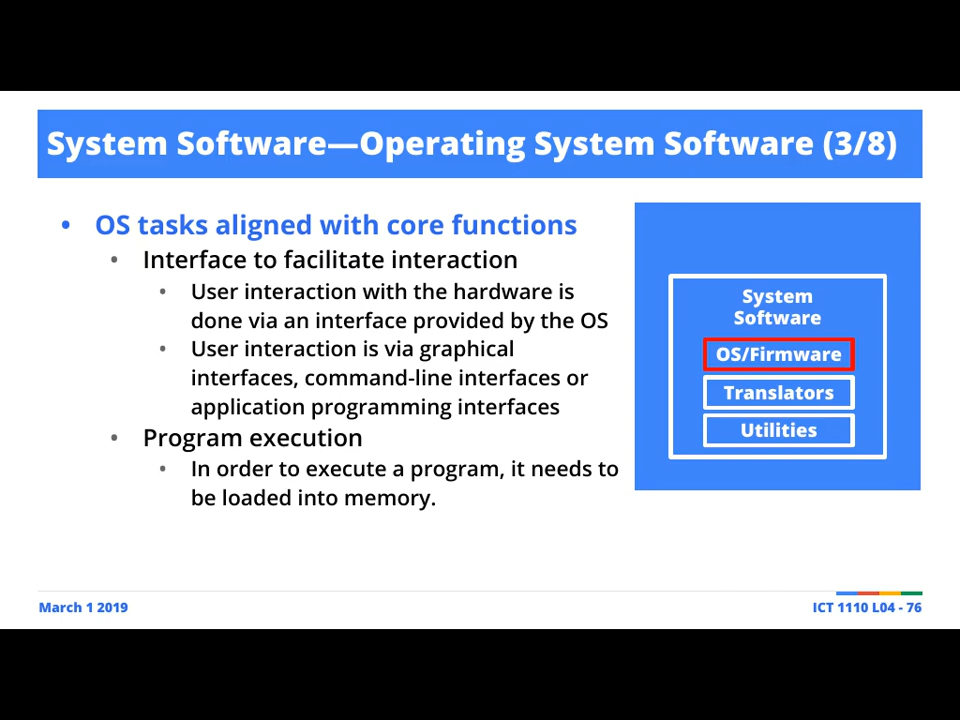 System Software—Operating System Software (3/8)
• OS tasks aligned with core functions
• Interface to facilitate interaction
• User interaction with the hardware is
done via an interface provided by the OS
• User interaction is via graphical
interfaces, command-line interfaces or
application programming interfaces
• Program execution
• In order to execute a program, it needs to
be loaded into memory.
System
Software
OS/Firmware
Translators
Utilities
March 1 2019
ICT 1110 L04 - 76